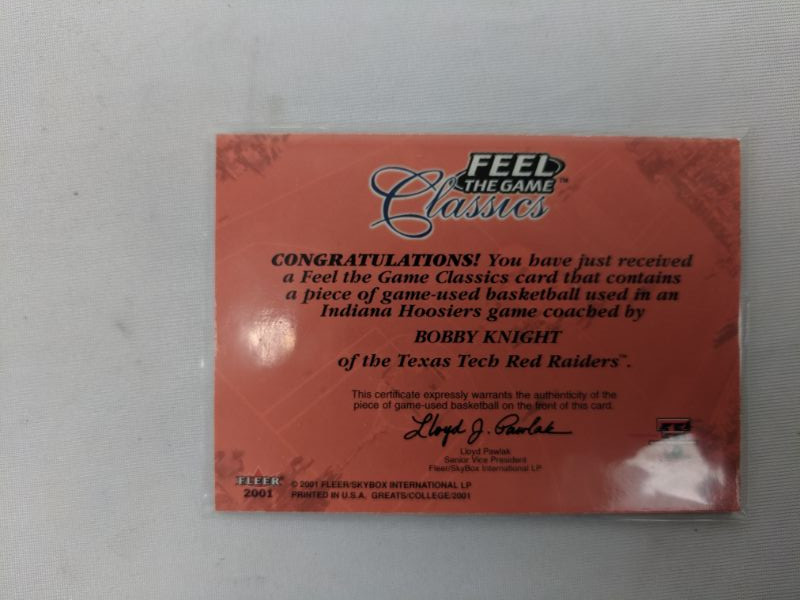 FEEL
THE GAME™
Classics
CONGRATULATIONS! You have just received
a Feel the Game Classics card that contains
a piece of game-used basketball used in an
Indiana Hoosiers game coached by
BOBBY KNIGHT
of the Texas Tech Red Raiders™.
This certificate expressly warrants the authenticity of the
piece of game-used basketball on the front of this card.
Lloyd J. Pawlak
Lloyd Pawlak
Senior Vice President
Fleer/SkyBox International LP
FLEER
2001
© 2001 FLEER/SKYBOX INTERNATIONAL LP
PRINTED IN U.S.A. GREATS/COLLEGE/2001